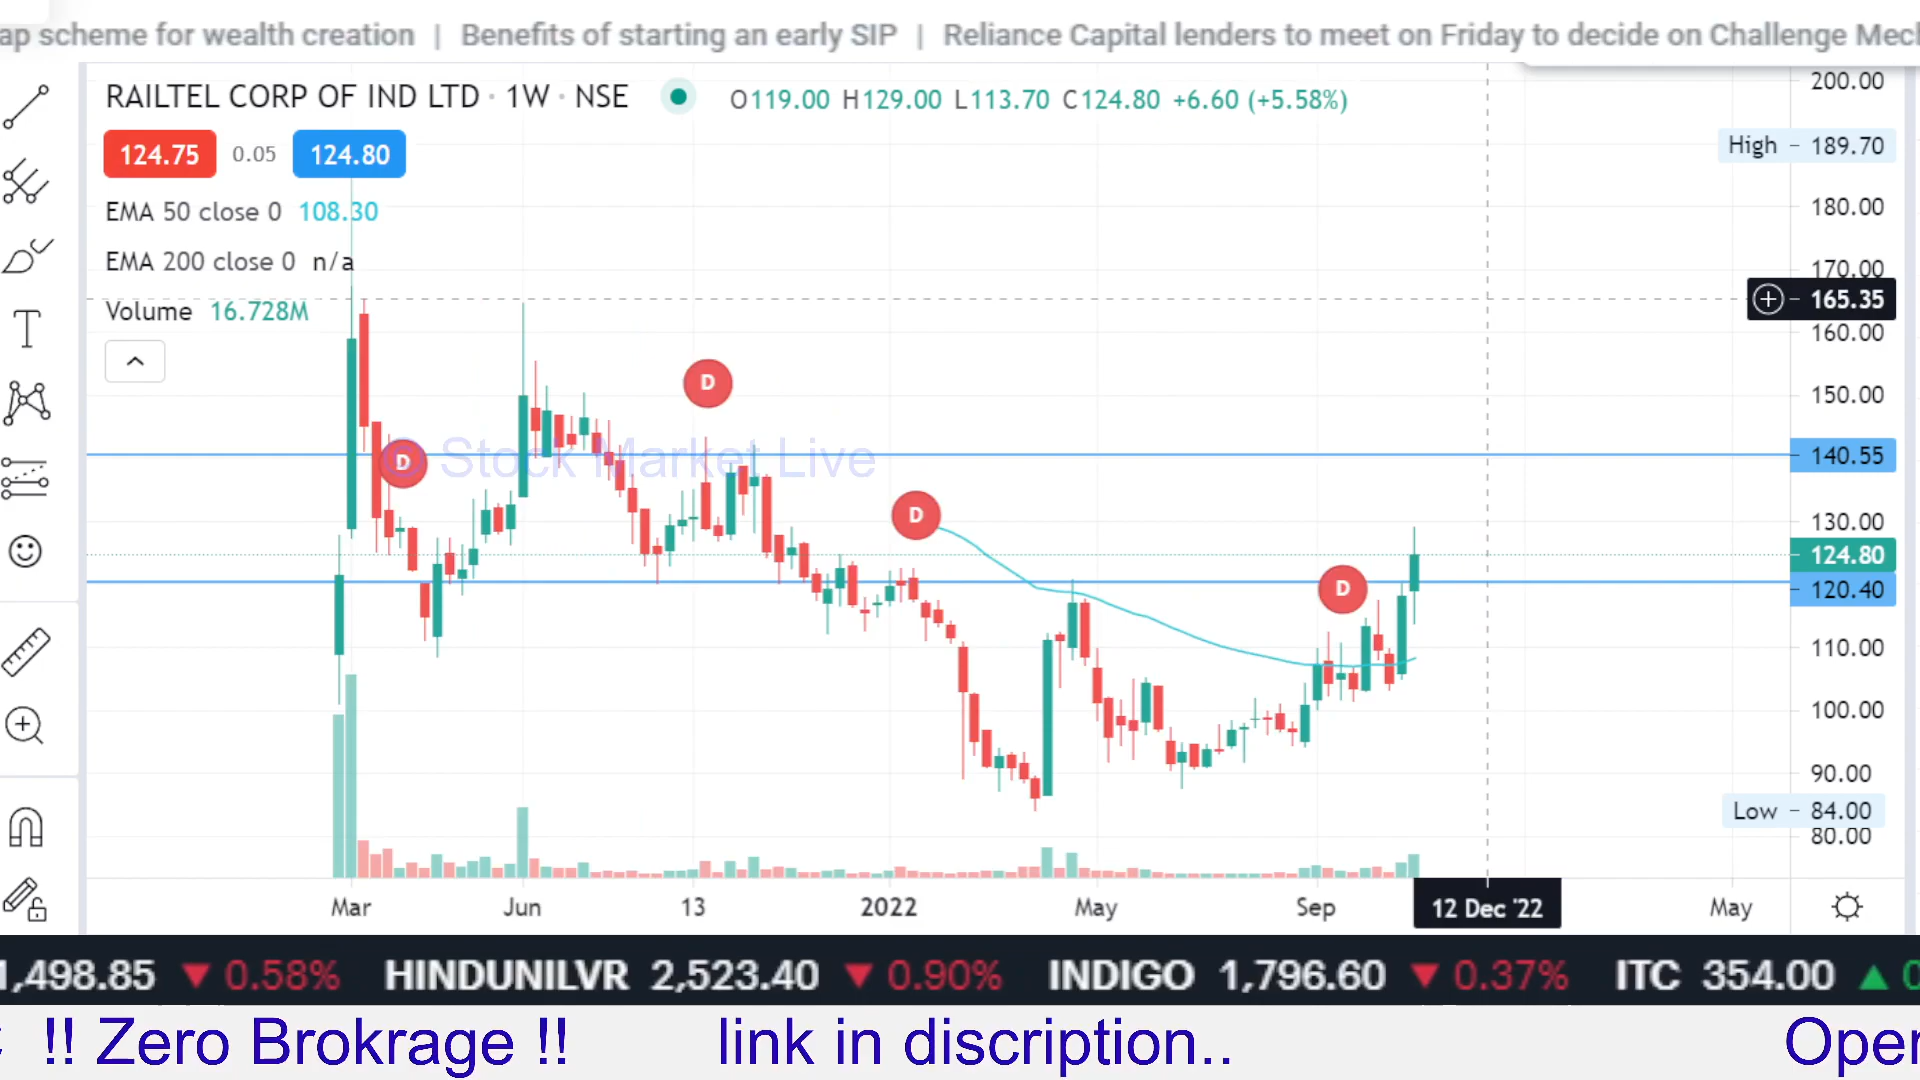 ap scheme for wealth creation | Benefits of starting an early SIP | Reliance Capital lenders to meet on Friday to decide on Challenge Mech
RAILTEL CORP OF IND LTD · 1W · NSE O119.00 H129.00 L113.70 C124.80 +6.60 (+5.58%)
124.75 0.05 124.80
EMA 50 close 0 108.30
EMA 200 close 0 n/a
Volume 16.728M
200.00
High 189.70
180.00
170.00
165.35
160.00
150.00
140.55
130.00
124.80
120.40
110.00
100.00
90.00
Low 84.00
80.00
D
D
D
D
© Stock Market Live
Mar Jun 13 2022 May Sep 12 Dec '22 May
1,498.85 ▼ 0.58% HINDUNILVR 2,523.40 ▼ 0.90% INDIGO 1,796.60 ▼ 0.37% ITC 354.00 ▲ 0
!! Zero Brokrage !! link in discription.. Oper